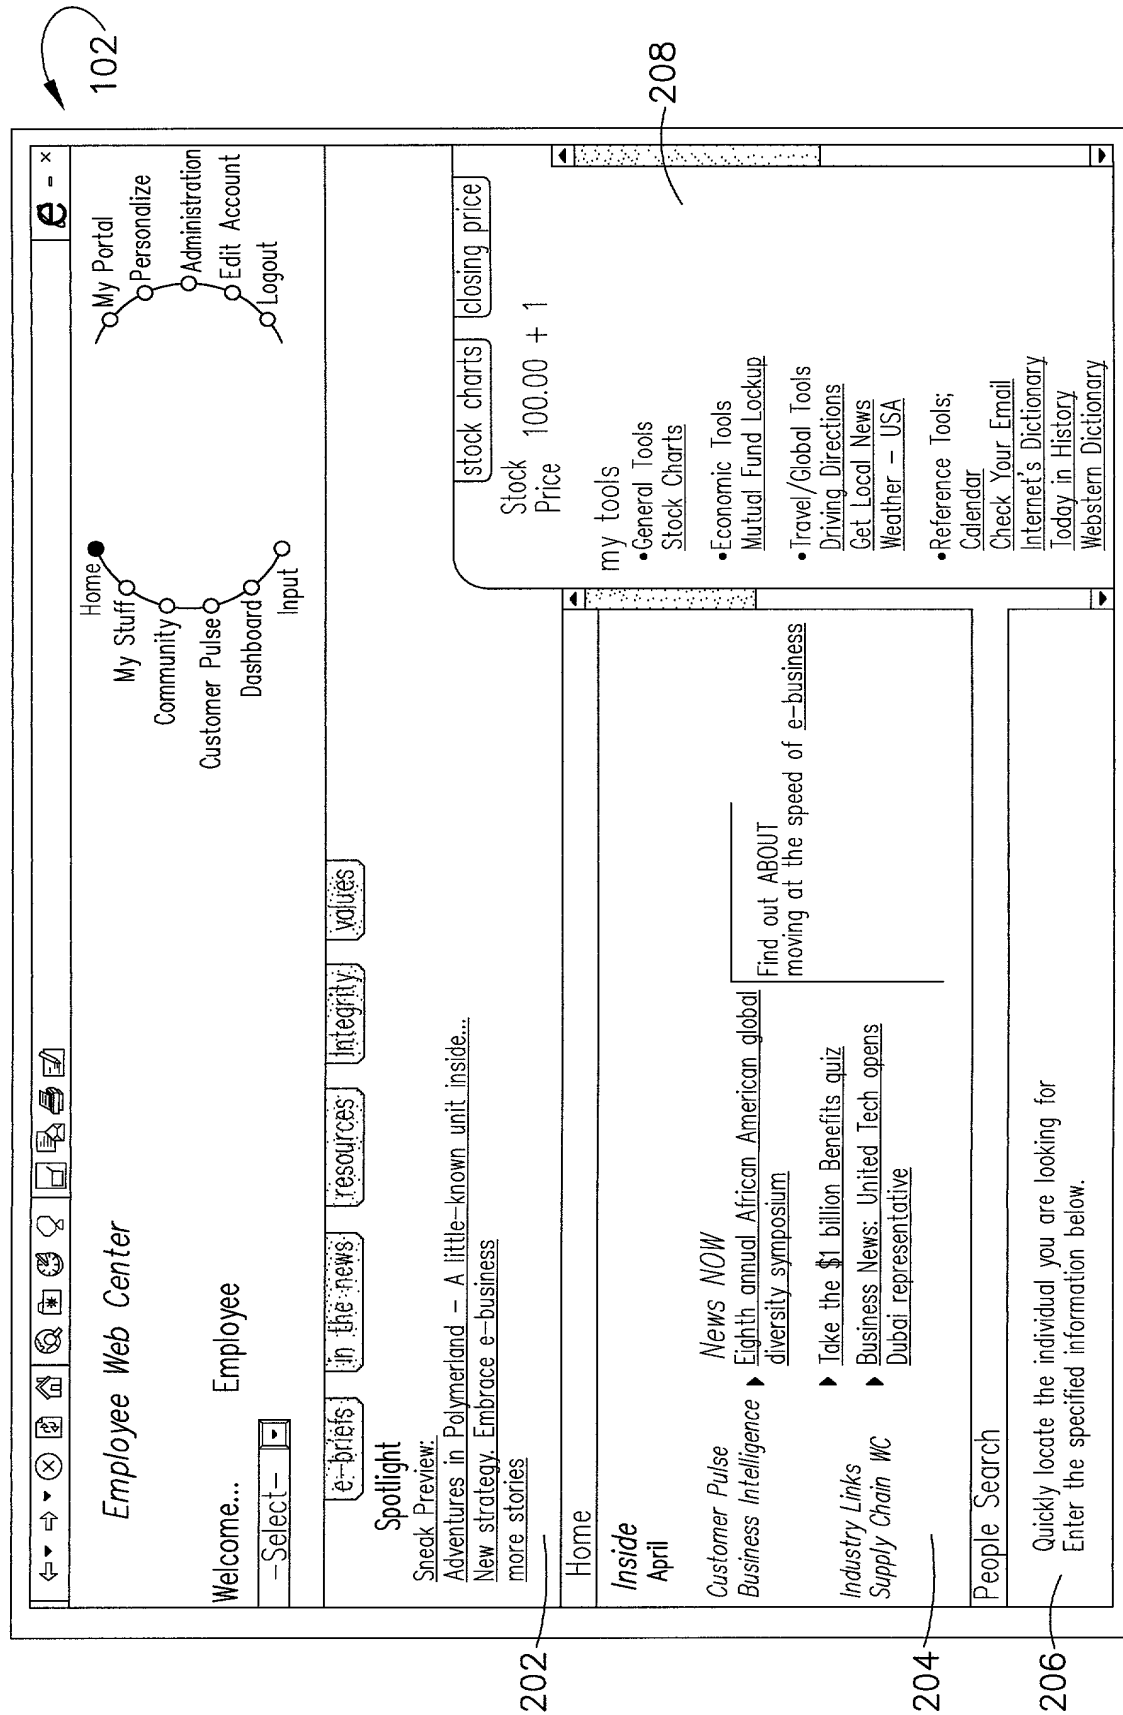 102
Employee Web Center
Welcome... Employee
-Select-
Home
My Stuff
Community
Customer Pulse
Dashboard
Input
My Portal
Personalize
Administration
Edit Account
Logout
e-briefs
in the news
resources
Integrity
values
Spotlight
Sneak Preview:
Adventures in Polymerland – A little-known unit inside...
New strategy. Embrace e-business
more stories
202
stock charts
closing price
Stock
Price 100.00 + 1
my tools
•General Tools
Stock Charts
•Economic Tools
Mutual Fund Lockup
•Travel/Global Tools
Driving Directions
Get Local News
Weather – USA
•Reference Tools;
Calendar
Check Your Email
Internet's Dictionary
Today in History
Webstern Dictionary
208
Home
Inside
April
Customer Pulse
Business Intelligence
Industry Links
Supply Chain WC
News NOW
Eighth annual African American global
diversity symposium
Take the $1 billion Benefits quiz
Business News: United Tech opens
Dubai representative
Find out ABOUT
moving at the speed of e-business
204
People Search
Quickly locate the individual you are looking for
Enter the specified information below.
206